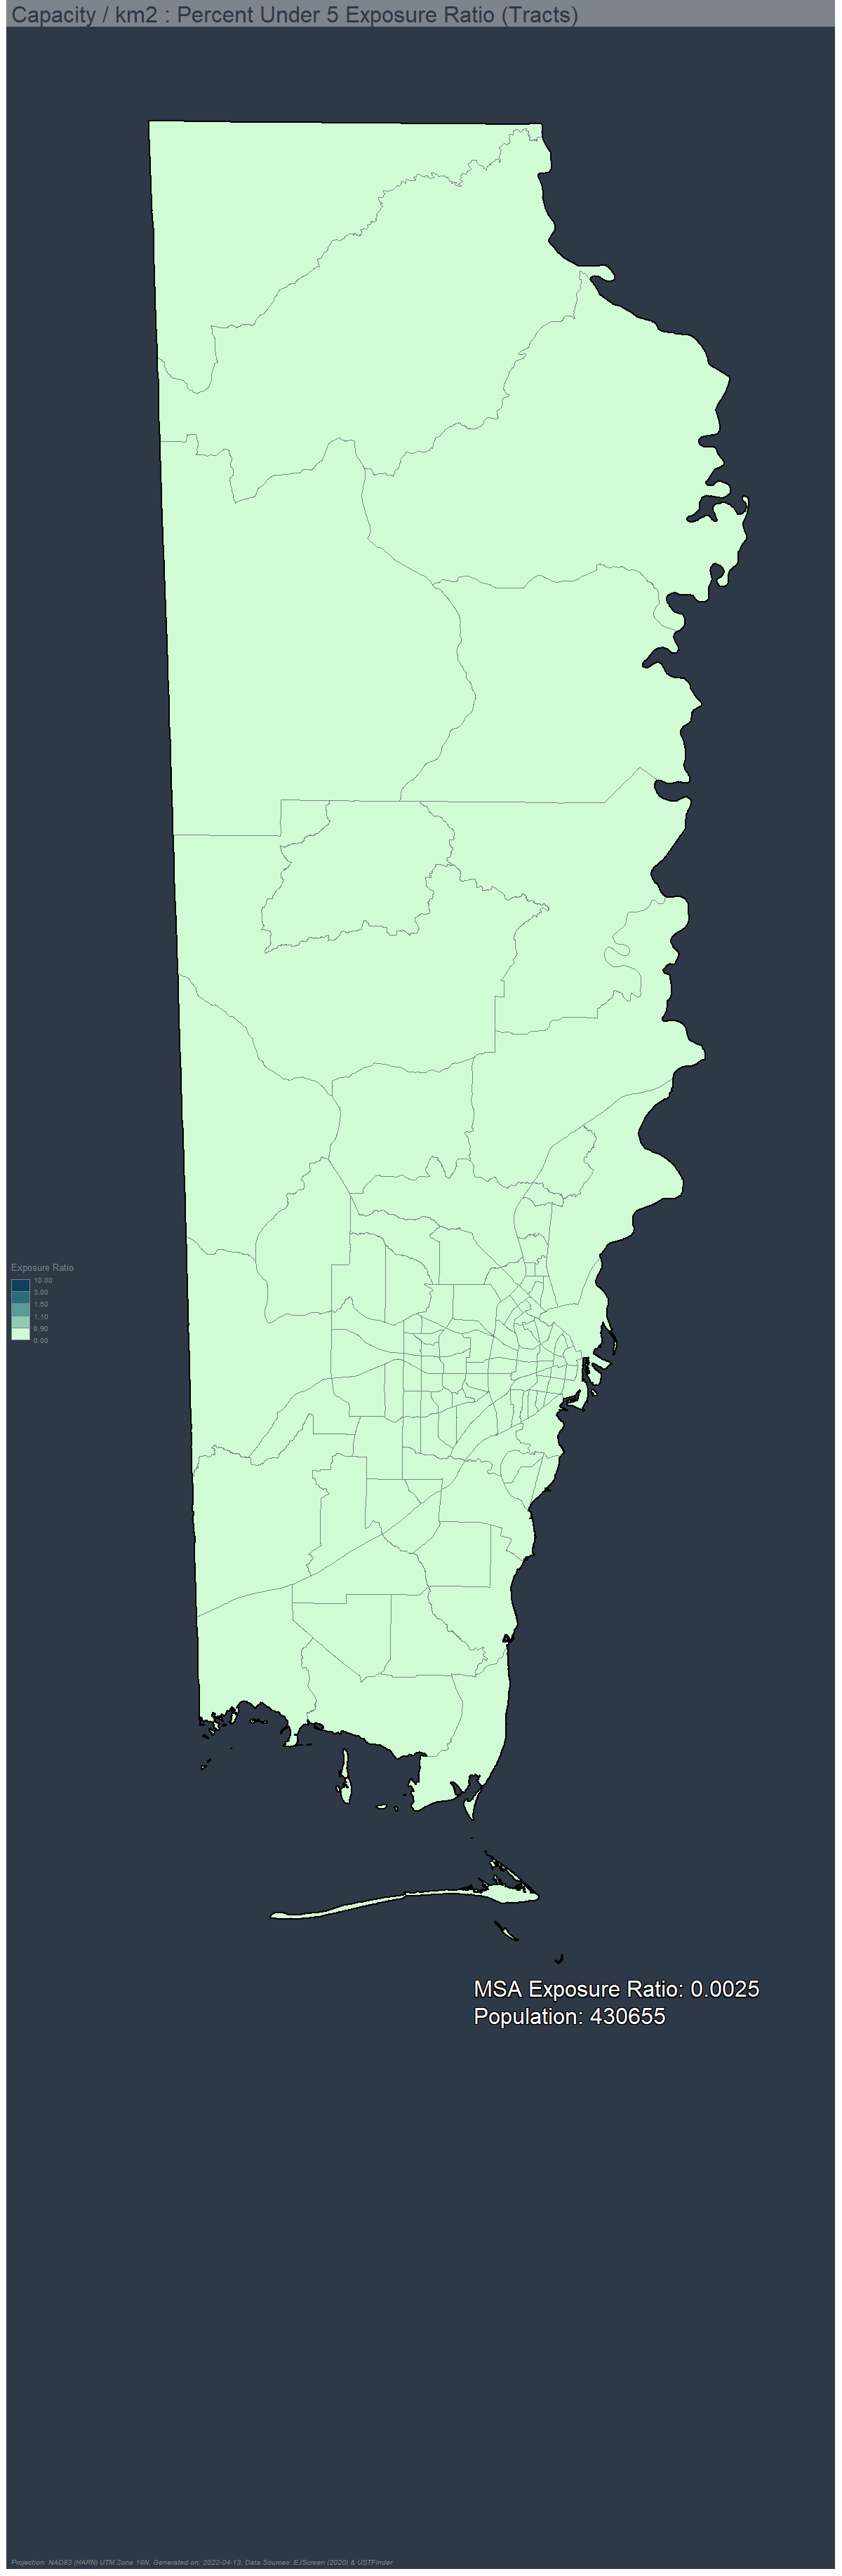 Capacity / km2 : Percent Under 5 Exposure Ratio (Tracts)
Exposure Ratio
10.00
3.00
1.50
1.10
0.90
0.00
MSA Exposure Ratio: 0.0025
Population: 430655
Projection: NAD83 (HARN) UTM Zone 16N, Generated on: 2022-04-13, Data Sources: EJScreen (2020) & USTFinder